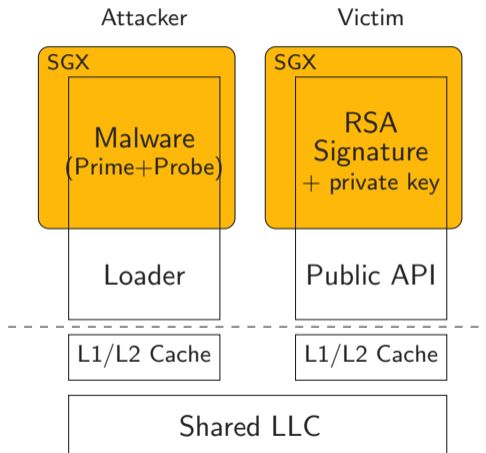 Attacker
Victim
SGX
SGX
Malware
(Prime+Probe)
RSA
Signature
+ private key
Loader
Public API
L1/L2 Cache
L1/L2 Cache
Shared LLC